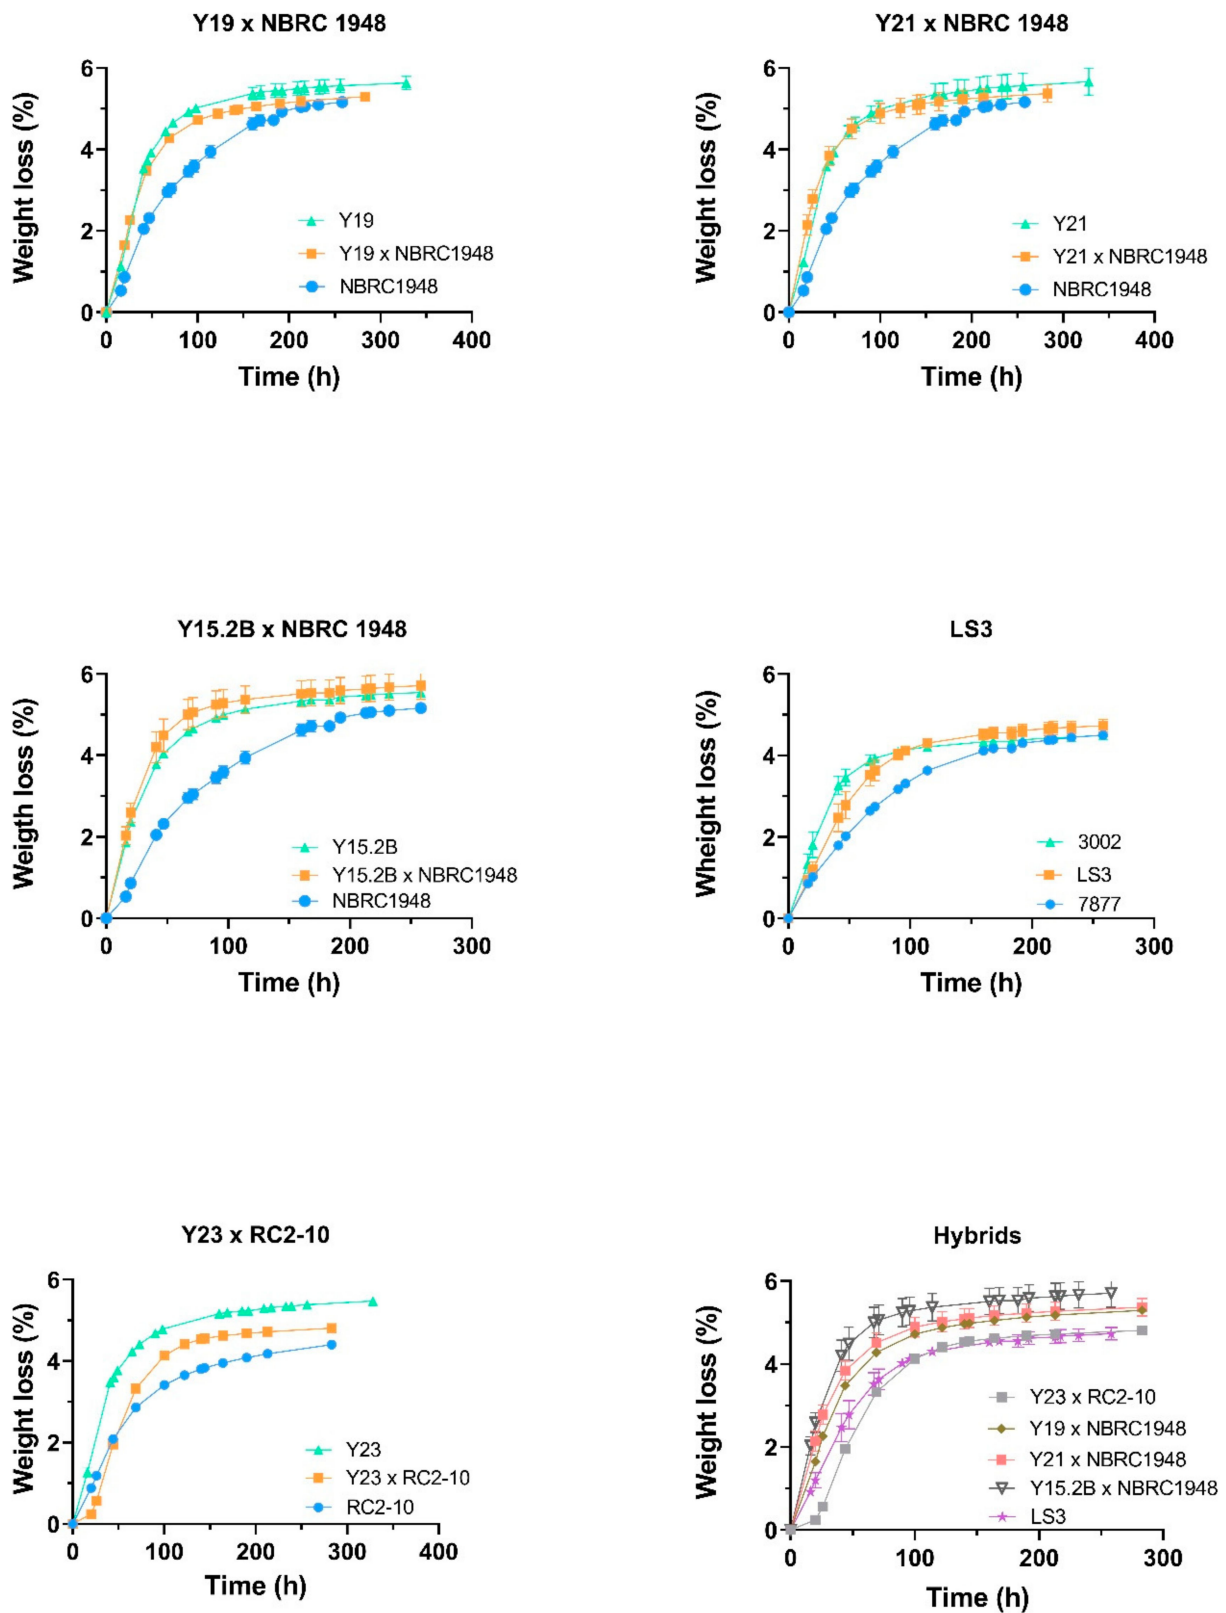 Y19 x NBRC 1948
Weight loss (%)
6
4
2
0
0 100 200 300 400
Time (h)
Y19
Y19 x NBRC1948
NBRC1948
Y21 x NBRC 1948
Weight loss (%)
6
4
2
0
0 100 200 300 400
Time (h)
Y21
Y21 x NBRC1948
NBRC1948
Y15.2B x NBRC 1948
Weigth loss (%)
6
4
2
0
0 100 200 300
Time (h)
Y15.2B
Y15.2B x NBRC1948
NBRC1948
LS3
Wheight loss (%)
6
4
2
0
0 100 200 300
Time (h)
3002
LS3
7877
Y23 x RC2-10
Weight loss (%)
6
4
2
0
0 100 200 300 400
Time (h)
Y23
Y23 x RC2-10
RC2-10
Hybrids
Weight loss (%)
6
4
2
0
0 100 200 300
Time (h)
Y23 x RC2-10
Y19 x NBRC1948
Y21 x NBRC1948
Y15.2B x NBRC1948
LS3